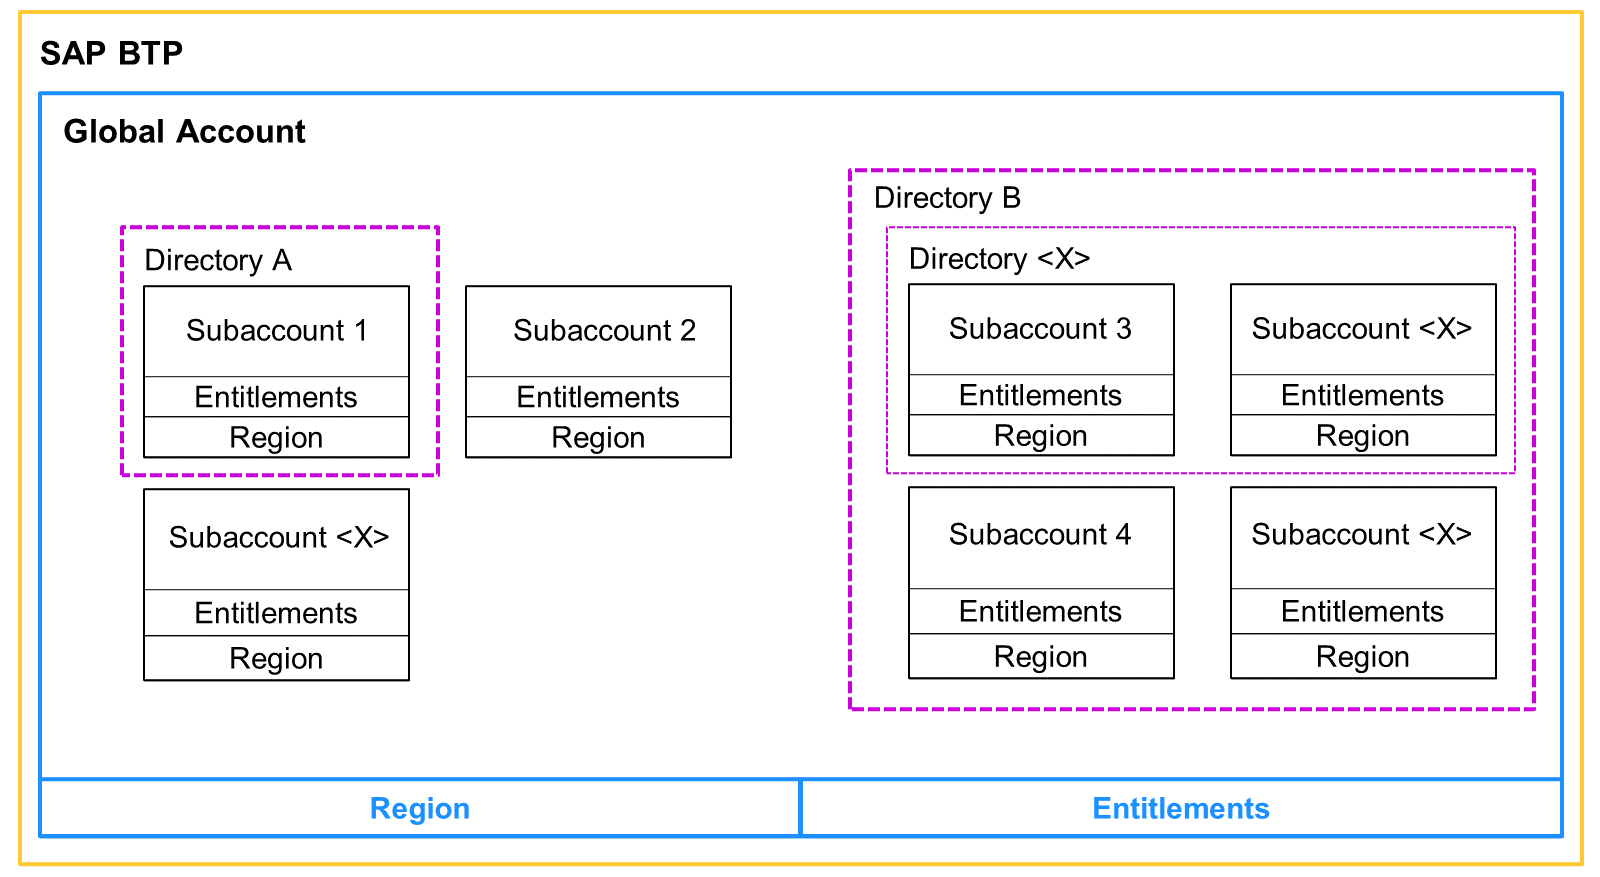 SAP BTP
Global Account
Directory A
Subaccount 1
Entitlements
Region
Subaccount 2
Entitlements
Region
Subaccount <X>
Entitlements
Region
Directory B
Directory <X>
Subaccount 3
Entitlements
Region
Subaccount <X>
Entitlements
Region
Subaccount 4
Entitlements
Region
Subaccount <X>
Entitlements
Region
Region
Entitlements